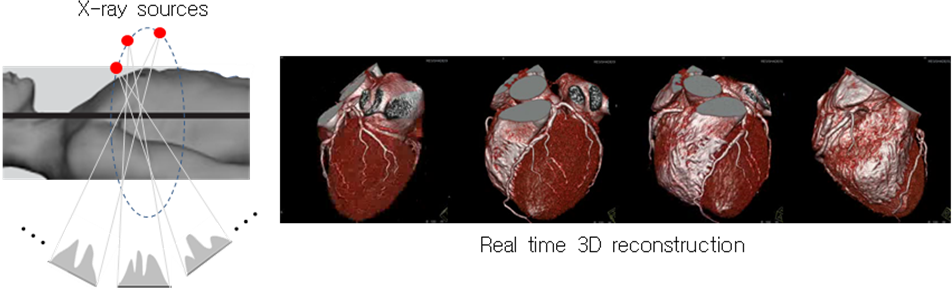 X-ray sources
Real time 3D reconstruction